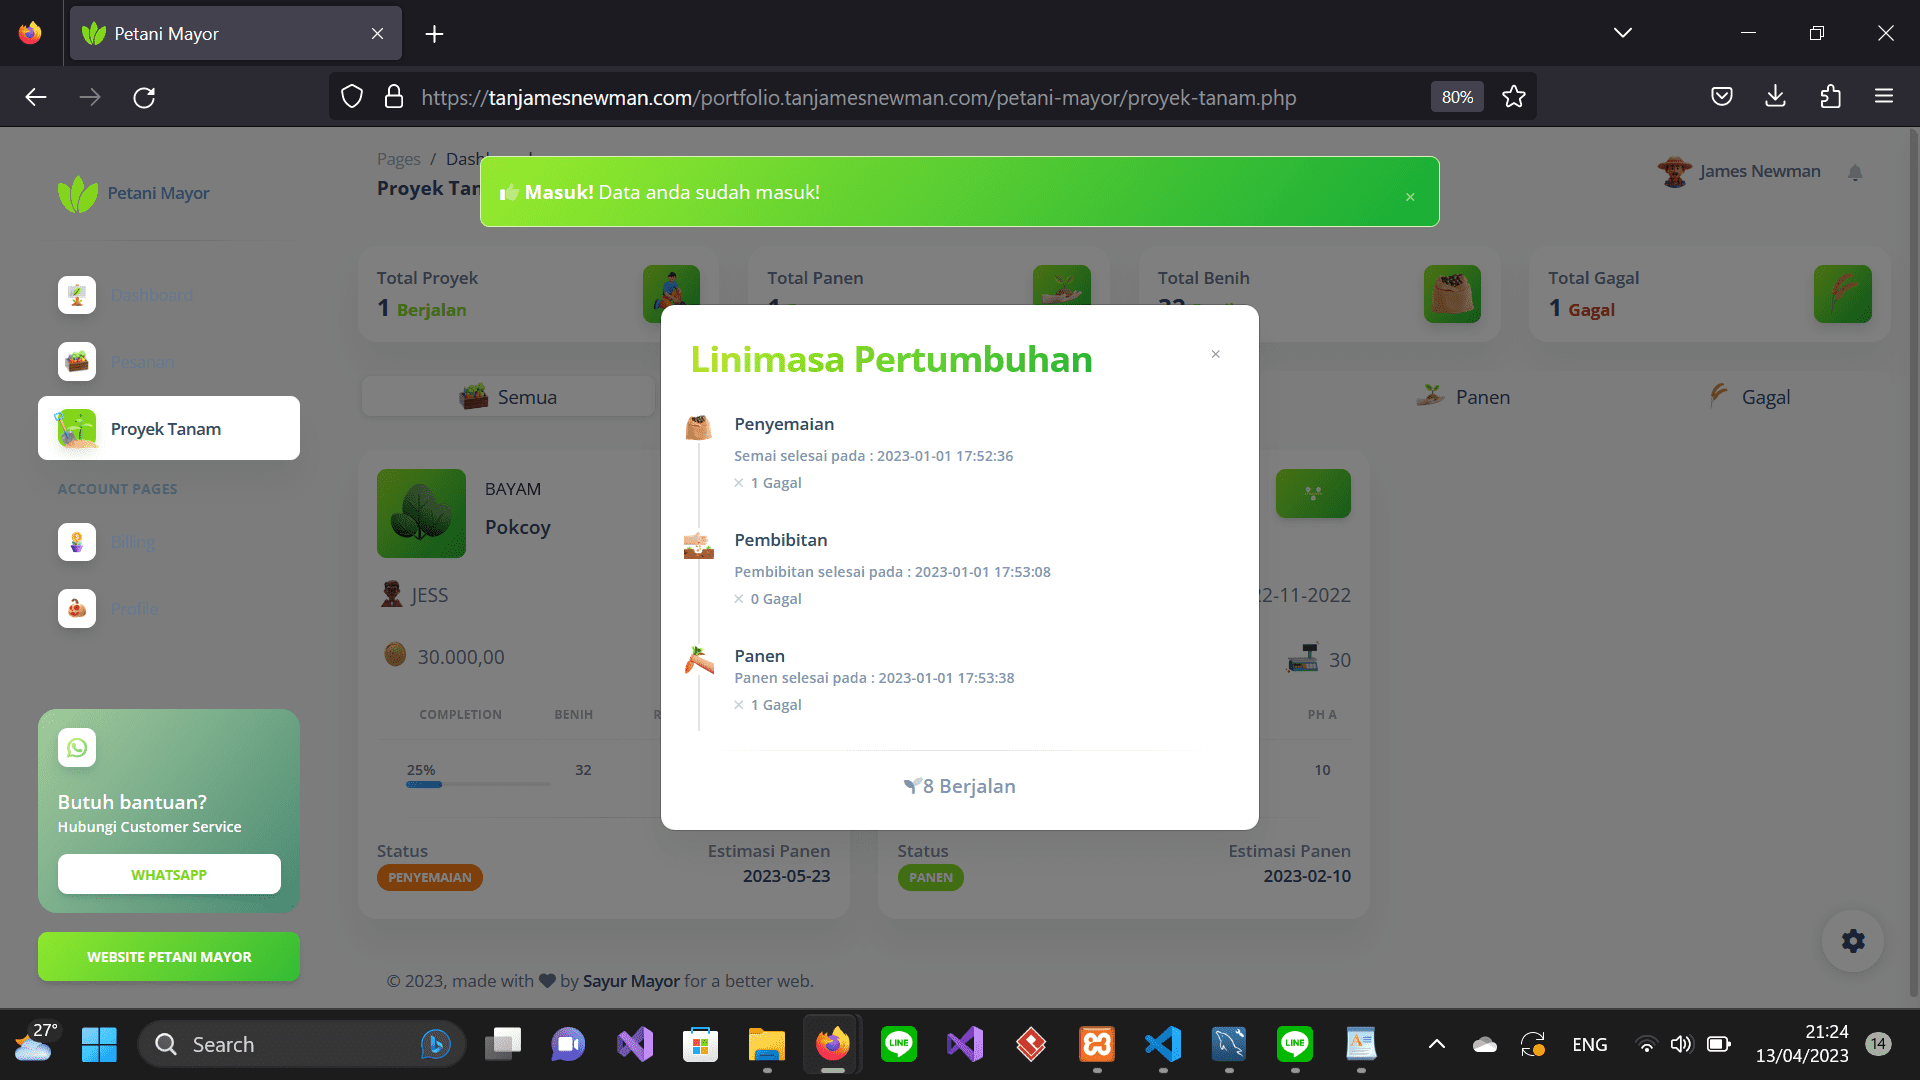 Petani Mayor
https://tanjamesnewman.com/portfolio.tanjamesnewman.com/petani-mayor/proyek-tanam.php
80%
Pages / Dashboard
Proyek Tan
Masuk! Data anda sudah masuk!
James Newman
Petani Mayor
Dashboard
Pesanan
Proyek Tanam
ACCOUNT PAGES
Billing
Profile
Butuh bantuan?
Hubungi Customer Service
WHATSAPP
WEBSITE PETANI MAYOR
Total Proyek
1 Berjalan
Total Panen
Total Benih
Total Gagal
1 Gagal
Semua
Panen
Gagal
BAYAM
Pokcoy
JESS
30.000,00
COMPLETION BENIH
25% 32
Status
PENYEMAIAN
Estimasi Panen
2023-05-23
22-11-2022
30
PH A
10
Status
PANEN
Estimasi Panen
2023-02-10
Linimasa Pertumbuhan
Penyemaian
Semai selesai pada : 2023-01-01 17:52:36
× 1 Gagal
Pembibitan
Pembibitan selesai pada : 2023-01-01 17:53:08
× 0 Gagal
Panen
Panen selesai pada : 2023-01-01 17:53:38
× 1 Gagal
8 Berjalan
© 2023, made with ♥ by Sayur Mayor for a better web.
27°
Search
LINE
LINE
ENG
21:24
13/04/2023
14